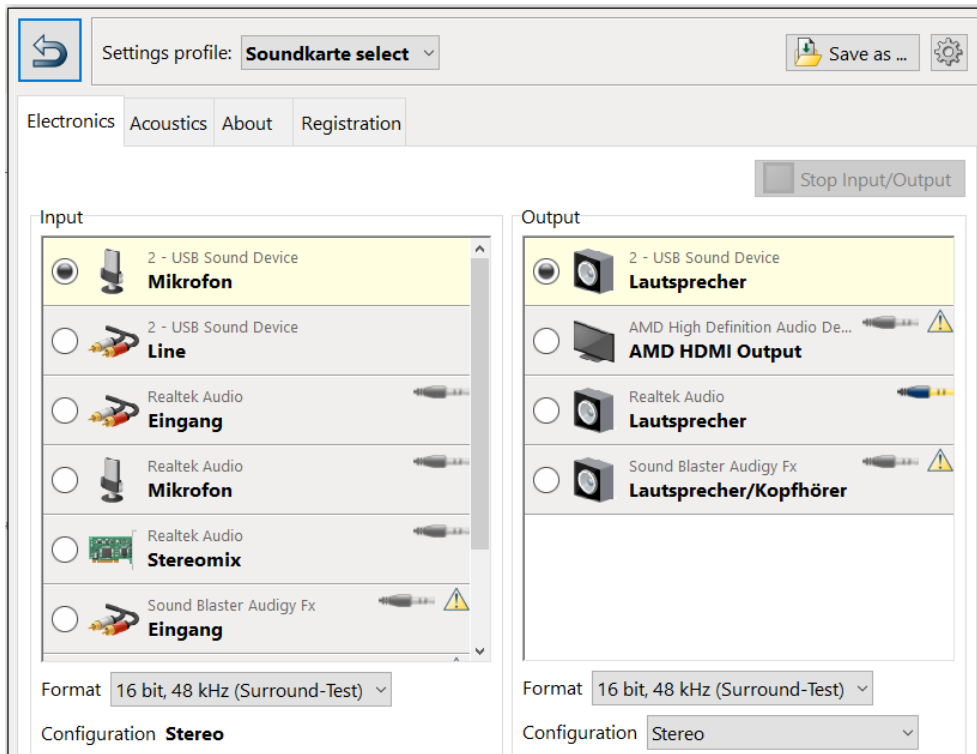 Settings profile: Soundkarte select
Save as ...
Electronics Acoustics About Registration
Stop Input/Output
Input
2 - USB Sound Device
Mikrofon
2 - USB Sound Device
Line
Realtek Audio
Eingang
Realtek Audio
Mikrofon
Realtek Audio
Stereomix
Sound Blaster Audigy Fx
Eingang
Format 16 bit, 48 kHz (Surround-Test)
Configuration Stereo
Output
2 - USB Sound Device
Lautsprecher
AMD High Definition Audio De...
AMD HDMI Output
Realtek Audio
Lautsprecher
Sound Blaster Audigy Fx
Lautsprecher/Kopfhörer
Format 16 bit, 48 kHz (Surround-Test)
Configuration Stereo